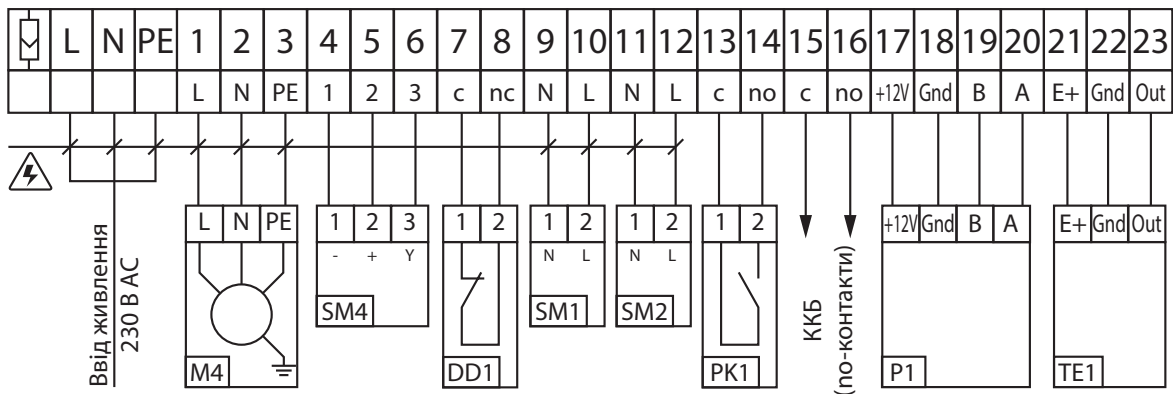 L N PE 1 2 3 4 5 6 7 8 9 10 11 12 13 14 15 16 17 18 19 20 21 22 23
L N PE 1 2 3 c nc N L N L c no c no +12V Gnd B A E+ Gnd Out
Ввід живлення
230 В АС
L N PE
M4
1 2 3
- + Y
SM4
1 2
DD1
1 2
N L
SM1
1 2
N L
SM2
1 2
PK1
ККБ
(no-контакти)
+12V Gnd B A
P1
E+ Gnd Out
TE1